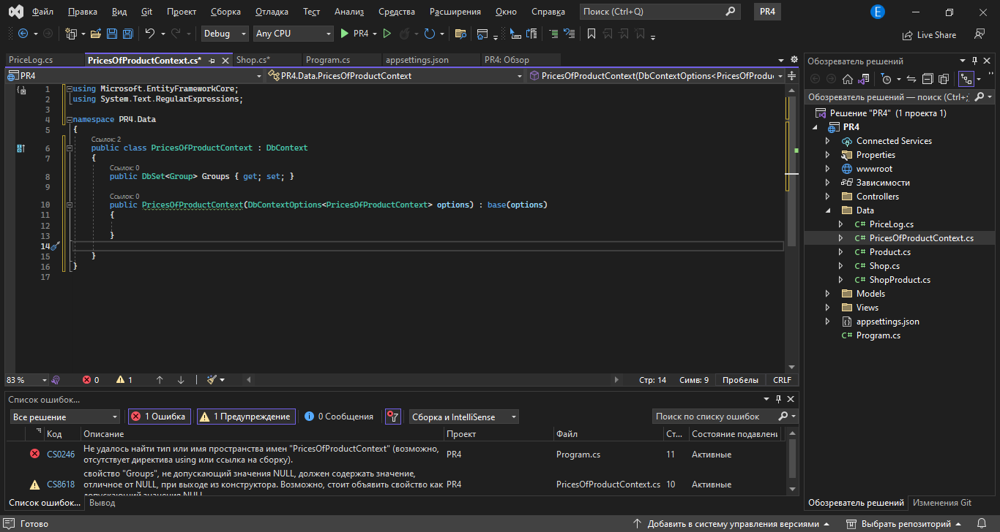 Файл Правка Вид Git Проект Сборка Отладка Тест Анализ Средства Расширения Окно Справка Поиск (Ctrl+Q) PR4 E
Debug Any CPU PR4 Live Share
PriceLog.cs PricesOfProductContext.cs* Shop.cs* Program.cs appsettings.json PR4: Обзор
PR4 PR4.Data.PricesOfProductContext PricesOfProductContext(DbContextOptions<PricesOfProdu
1 using Microsoft.EntityFrameworkCore;
2 using System.Text.RegularExpressions;
3
4 namespace PR4.Data
5 {
Ссылок: 2
6 public class PricesOfProductContext : DbContext
7 {
Ссылок: 0
8 public DbSet<Group> Groups { get; set; }
9
Ссылок: 0
10 public PricesOfProductContext(DbContextOptions<PricesOfProductContext> options) : base(options)
11 {
12
13 }
14
15 }
16 }
17
83 % 0 1 Стр: 14 Симв: 9 Пробелы CRLF
Список ошибок...
Все решение 1 Ошибка 1 Предупреждение 0 Сообщения Сборка и IntelliSense Поиск по списку ошибок
Код Описание Проект Файл Ст... Состояние подавлени
CS0246 Не удалось найти тип или имя пространства имен "PricesOfProductContext" (возможно, отсутствует директива using или ссылка на сборку). PR4 Program.cs 11 Активные
CS8618 свойство "Groups", не допускающий значения NULL, должен содержать значение, отличное от NULL, при выходе из конструктора. Возможно, стоит объявить свойство как допускающий значения NULL. PR4 PricesOfProductContext.cs 10 Активные
Список ошибок... Вывод
Обозреватель решений
Обозреватель решений — поиск (Ctrl+;
Решение "PR4" (1 проекта 1)
PR4
Connected Services
Properties
wwwroot
Зависимости
Controllers
Data
C# PriceLog.cs
C# PricesOfProductContext.cs
C# Product.cs
C# Shop.cs
C# ShopProduct.cs
Models
Views
appsettings.json
C# Program.cs
Обозреватель решений Изменения Git
Готово Добавить в систему управления версиями Выбрать репозиторий